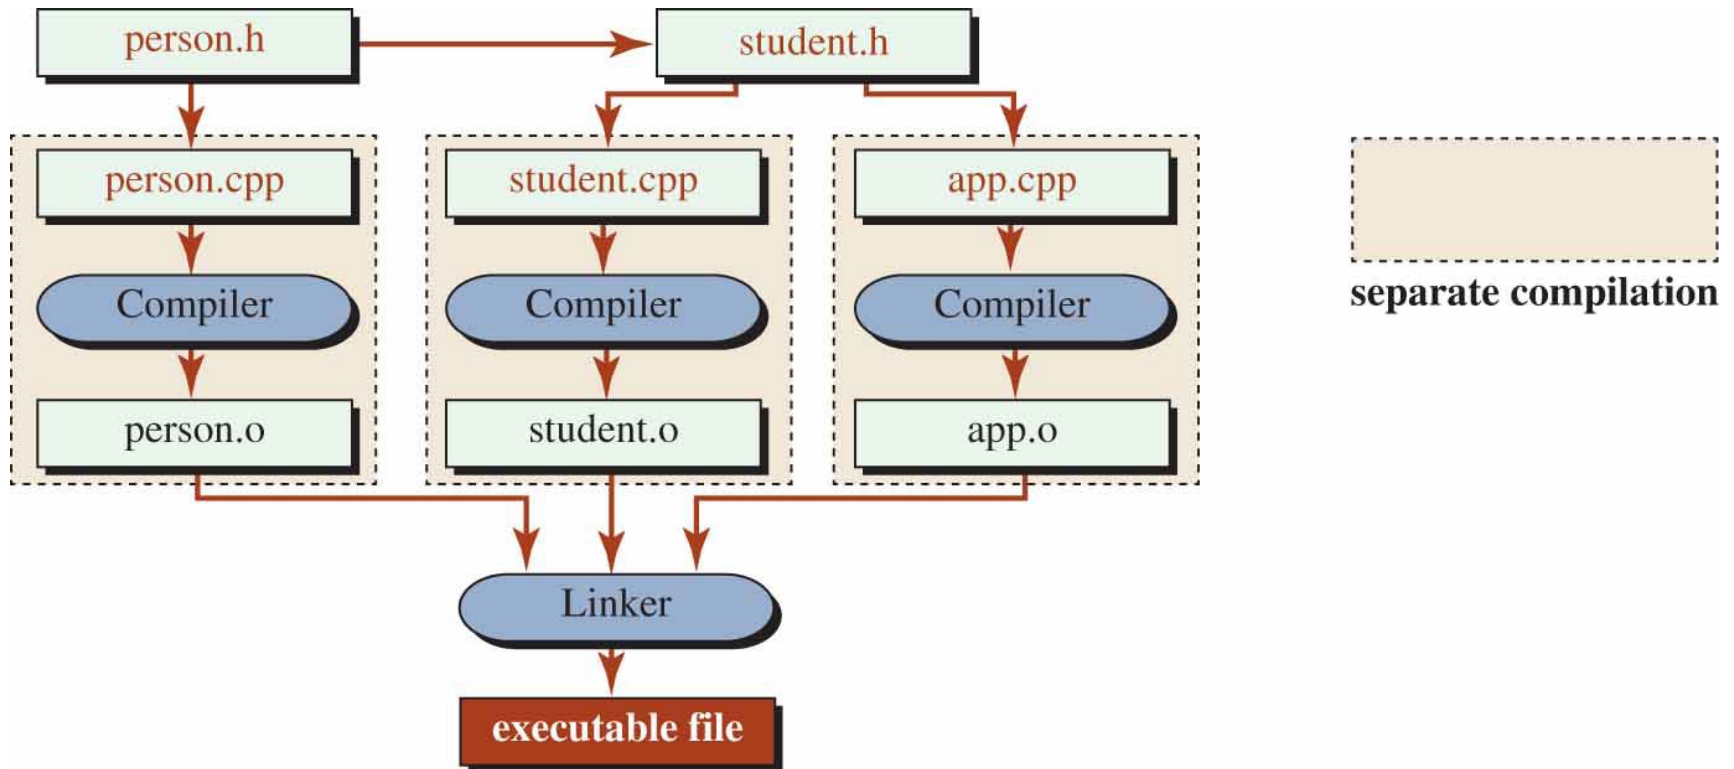 person.h
student.h
person.cpp
student.cpp
app.cpp
Compiler
Compiler
Compiler
separate compilation
person.o
student.o
app.o
Linker
executable file